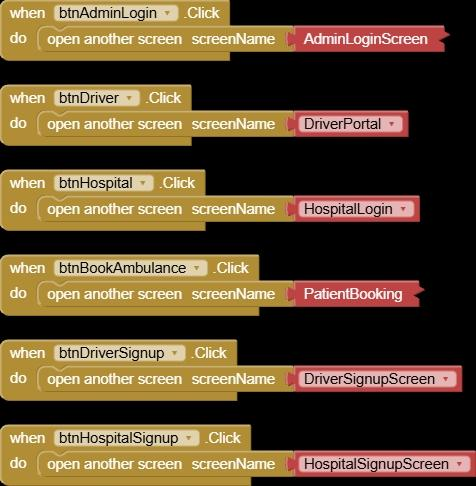 when btnAdminLogin .Click
do open another screen screenName AdminLoginScreen
when btnDriver .Click
do open another screen screenName DriverPortal
when btnHospital .Click
do open another screen screenName HospitalLogin
when btnBookAmbulance .Click
do open another screen screenName PatientBooking
when btnDriverSignup .Click
do open another screen screenName DriverSignupScreen
when btnHospitalSignup .Click
do open another screen screenName HospitalSignupScreen